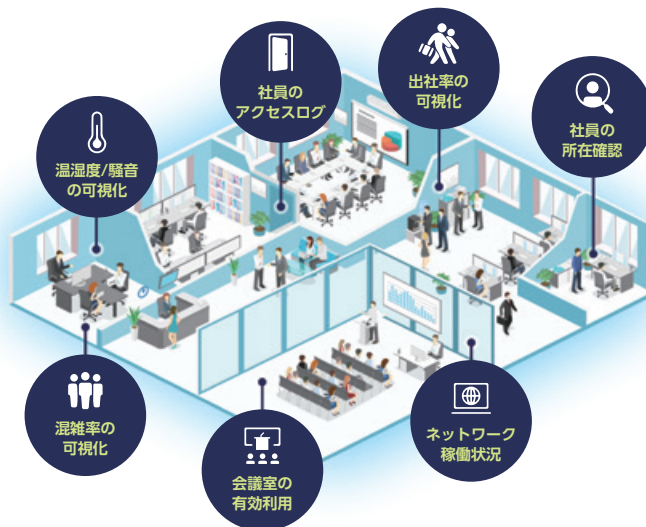 社員の
アクセスログ
出社率の
可視化
社員の
所在確認
温湿度/騒音
の可視化
混雑率の
可視化
会議室の
有効利用
ネットワーク
稼働状況